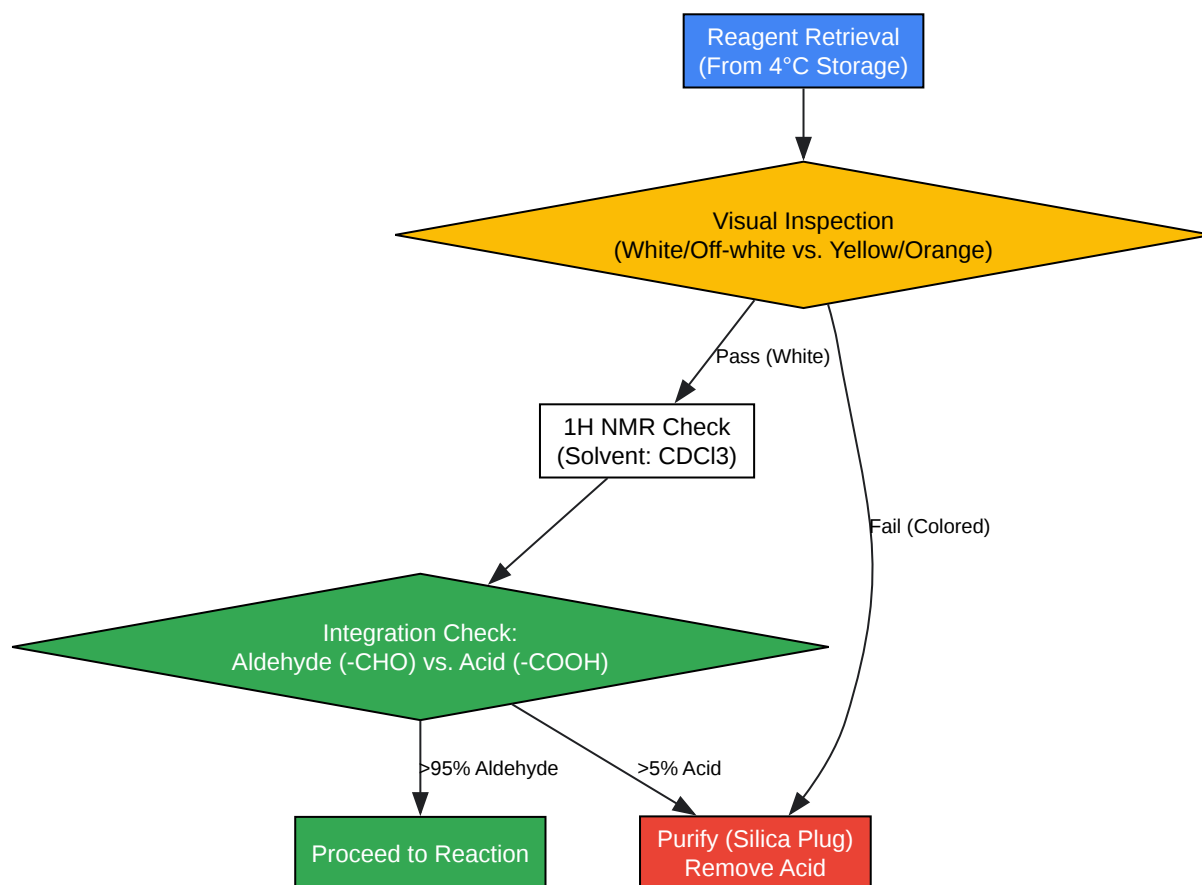 Reagent Retrieval
(From 4°C Storage)
Visual Inspection
(White/Off-white vs. Yellow/Orange)
Pass (White)
1H NMR Check
(Solvent: CDCl3)
Fail (Colored)
Integration Check:
Aldehyde (-CHO) vs. Acid (-COOH)
>95% Aldehyde
>5% Acid
Proceed to Reaction
Purify (Silica Plug)
Remove Acid